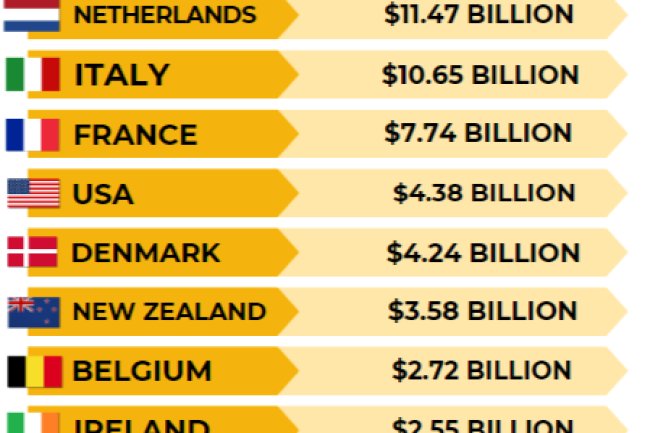 NETHERLANDS $11.47 BILLION
ITALY $10.65 BILLION
FRANCE $7.74 BILLION
USA $4.38 BILLION
DENMARK $4.24 BILLION
NEW ZEALAND $3.58 BILLION
BELGIUM $2.72 BILLION
IRELAND $2.55 BILLION